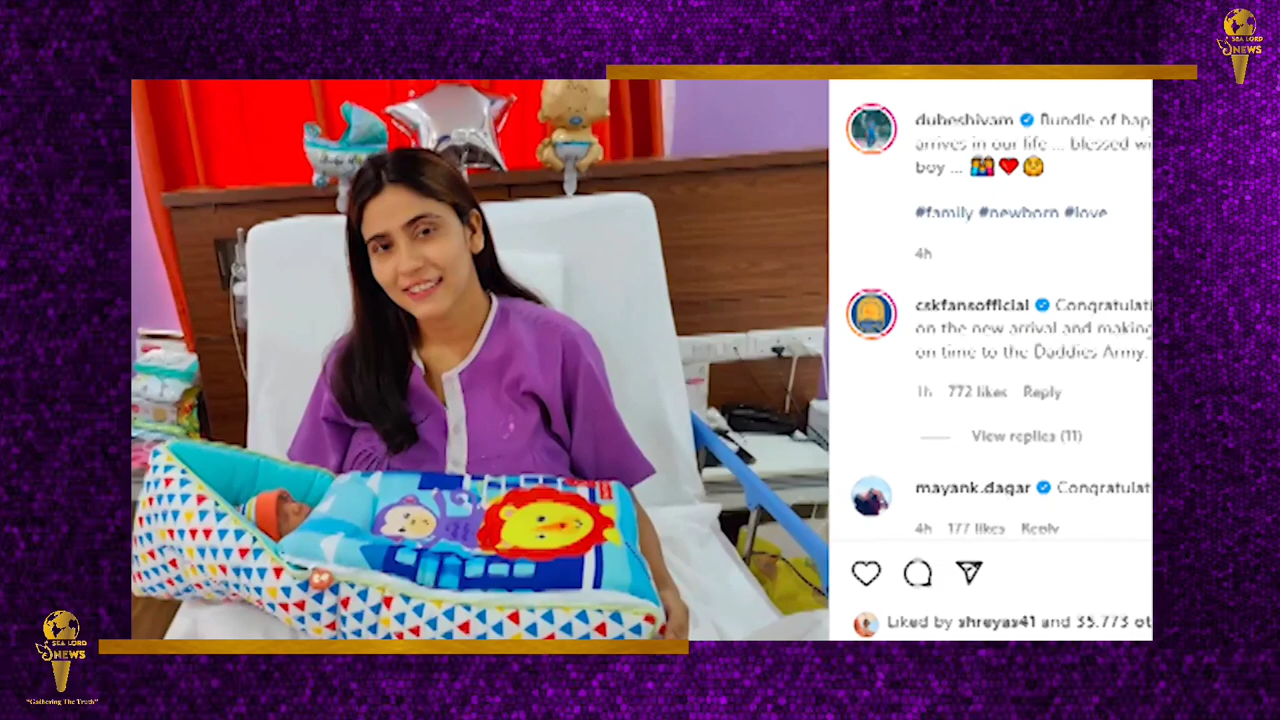 SEA LORD
NEWS
dubeshivam Bundle of hap
arrives in our life ... blessed wi
boy ...
#family #newborn #love
4h
cskfansofficial Congratulati
on the new arrival and making
on time to the Daddies Army.
1h 772 likes Reply
View replies (11)
mayank.dagar Congratulat
4h 177 likes Reply
Liked by shreyas41 and 35,773 ot
SEA LORD
NEWS
"Gathering The Truth"